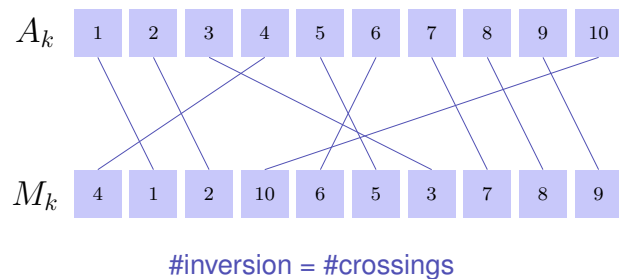 A_k 1 2 3 4 5 6 7 8 9 10
M_k 4 1 2 10 6 5 3 7 8 9
#inversion = #crossings